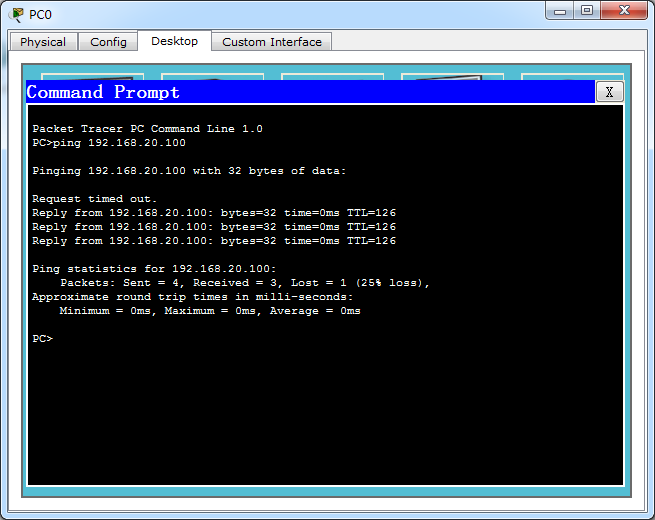 PC0
Physical Config Desktop Custom Interface
Command Prompt X
Packet Tracer PC Command Line 1.0
PC>ping 192.168.20.100
Pinging 192.168.20.100 with 32 bytes of data:
Request timed out.
Reply from 192.168.20.100: bytes=32 time=0ms TTL=126
Reply from 192.168.20.100: bytes=32 time=0ms TTL=126
Reply from 192.168.20.100: bytes=32 time=0ms TTL=126
Ping statistics for 192.168.20.100:
Packets: Sent = 4, Received = 3, Lost = 1 (25% loss),
Approximate round trip times in milli-seconds:
Minimum = 0ms, Maximum = 0ms, Average = 0ms
PC>